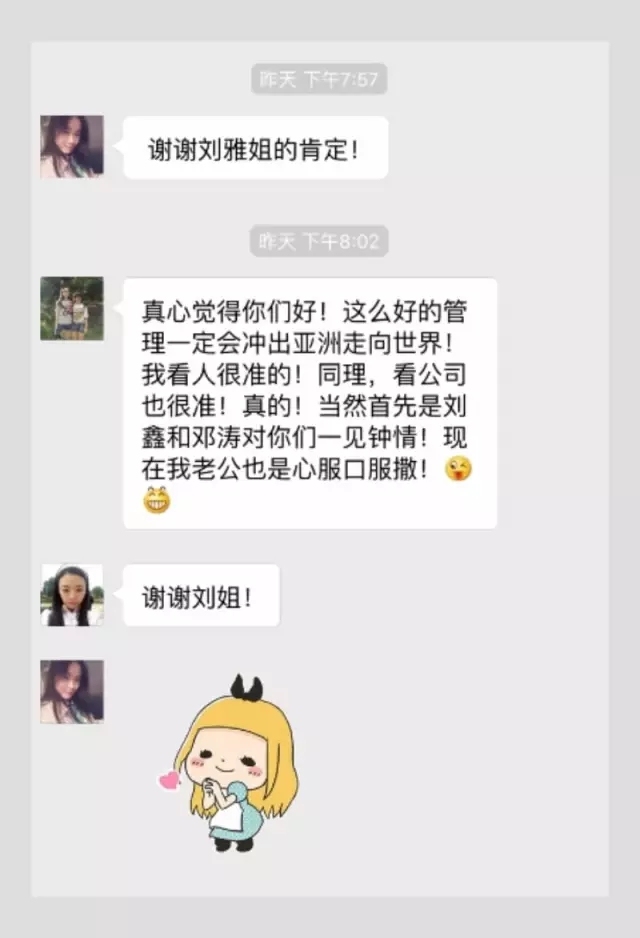 昨天 下午7:57
谢谢刘雅姐的肯定！
昨天 下午8:02
真心觉得你们好！这么好的管
理一定会冲出亚洲走向世界！
我看人很准的！同理，看公司
也很准！真的！当然首先是刘
鑫和邓涛对你们一见钟情！现
在我老公也是心服口服撒！
谢谢刘姐！